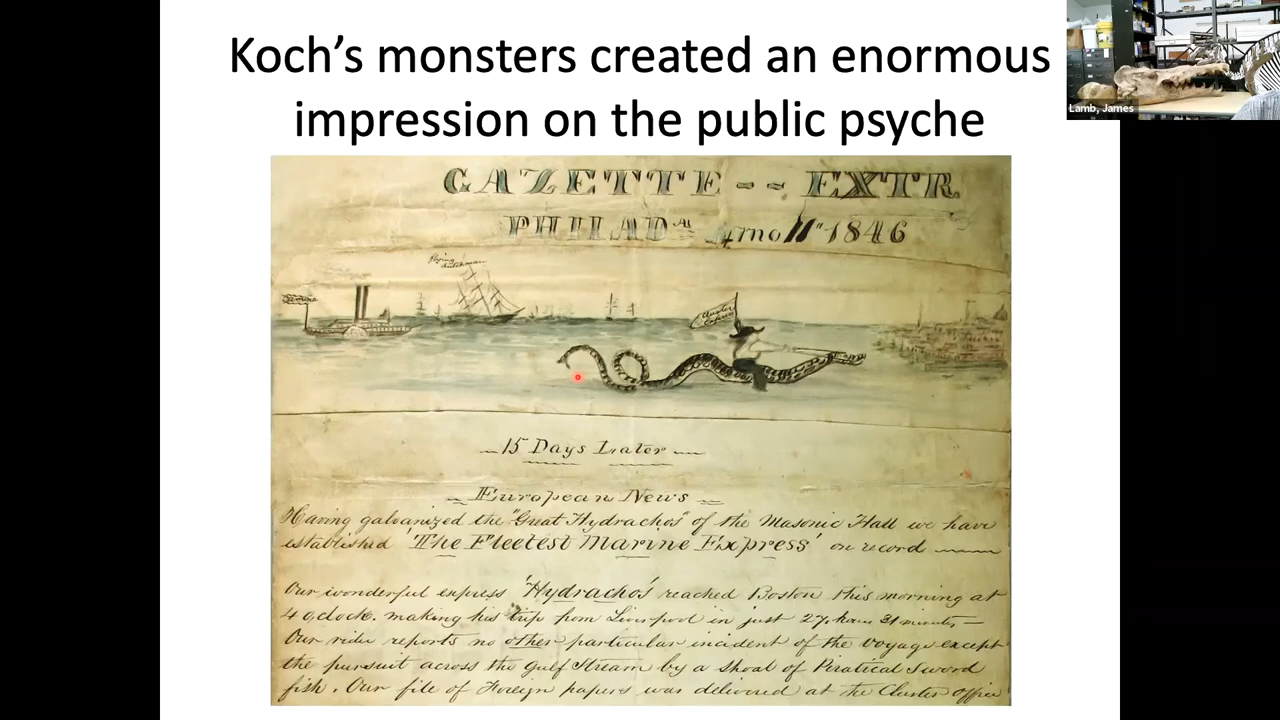 Koch's monsters created an enormous
impression on the public psyche
Lamb, James
GAZETTE -- EXTR
PHILADA 1846
Flying
dutchman
15 Days Later
European News
Having galvanized the "Great Hydrachos" of the Masonic Hall we have
established 'The Fleetest Marine Express' on record
Our wonderful express 'Hydrachos' reached Boston this morning at
4 oclock. making his trip from Liverpool in just 27. hours 31 minutes—
Our rider reports no other particular incident of the voyage except
the pursuit across the gulf Stream by a shoal of Piratical Sword
fish. Our file of Foreign papers was delivered at the Cluster office